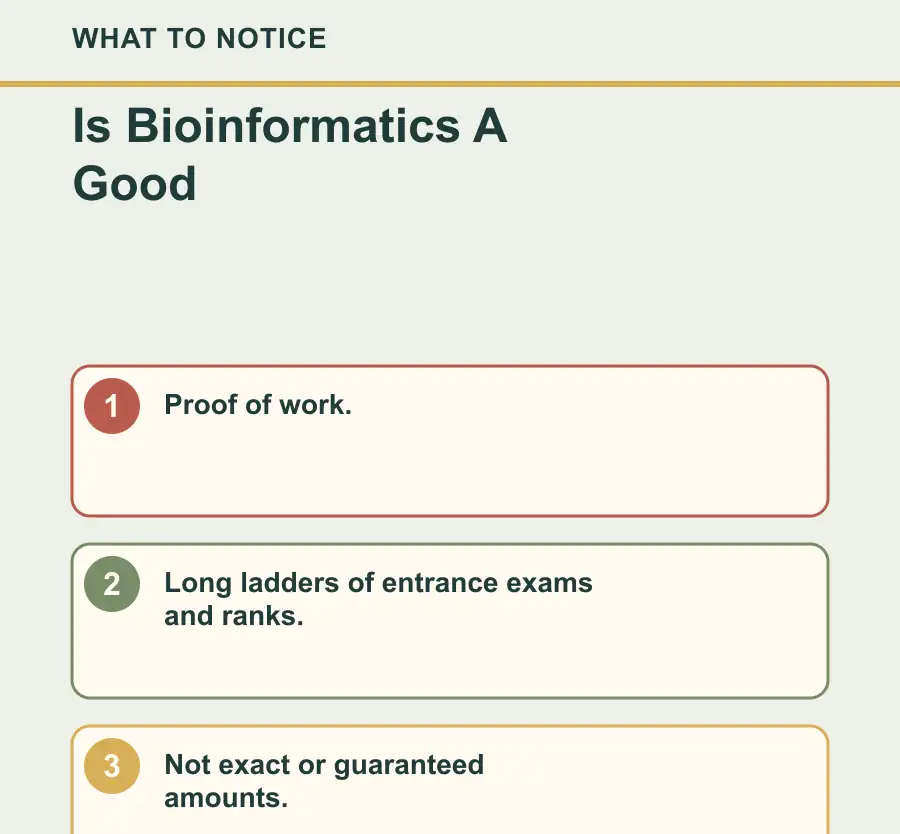 WHAT TO NOTICE
Is Bioinformatics A
Good
1
Proof of work.
2
Long ladders of entrance exams
and ranks.
3
Not exact or guaranteed
amounts.